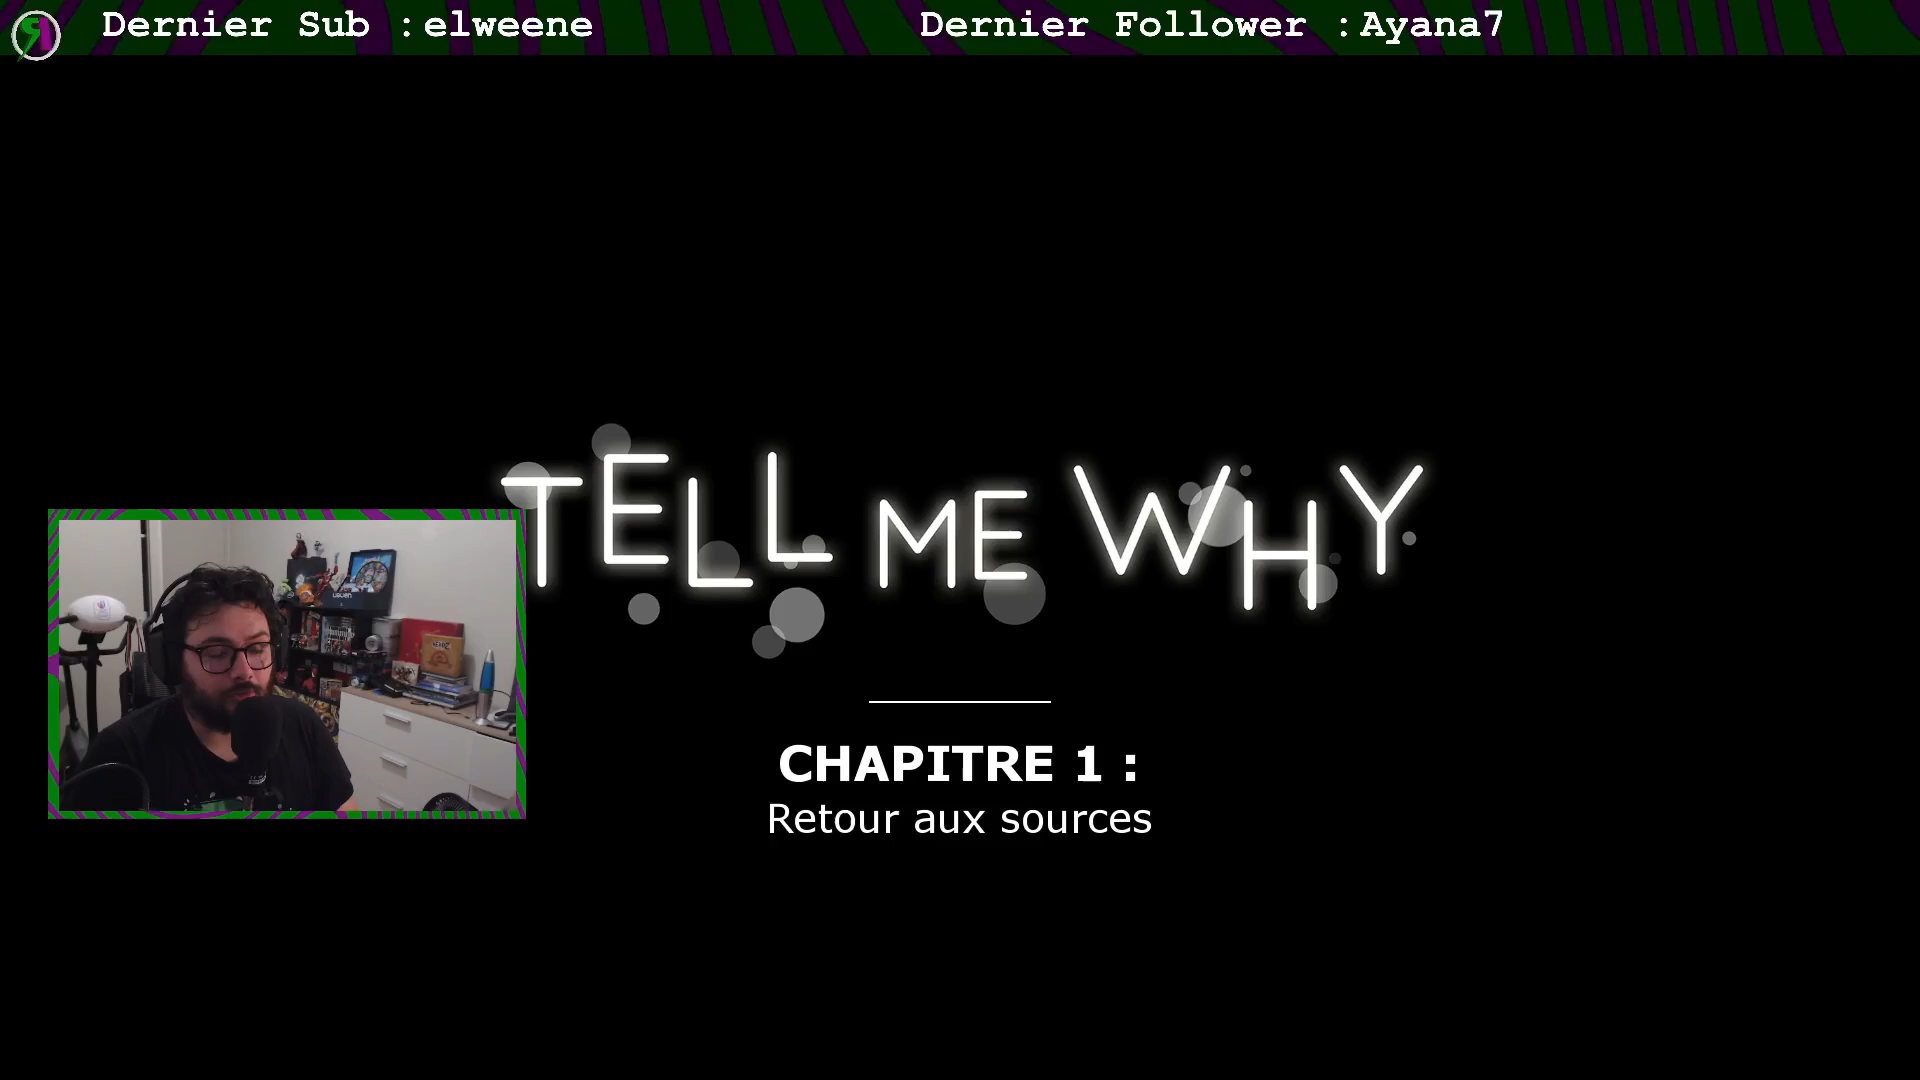 Dernier Sub : elweene
Dernier Follower : Ayana7
TELL ME WHY
CHAPITRE 1 :
Retour aux sources